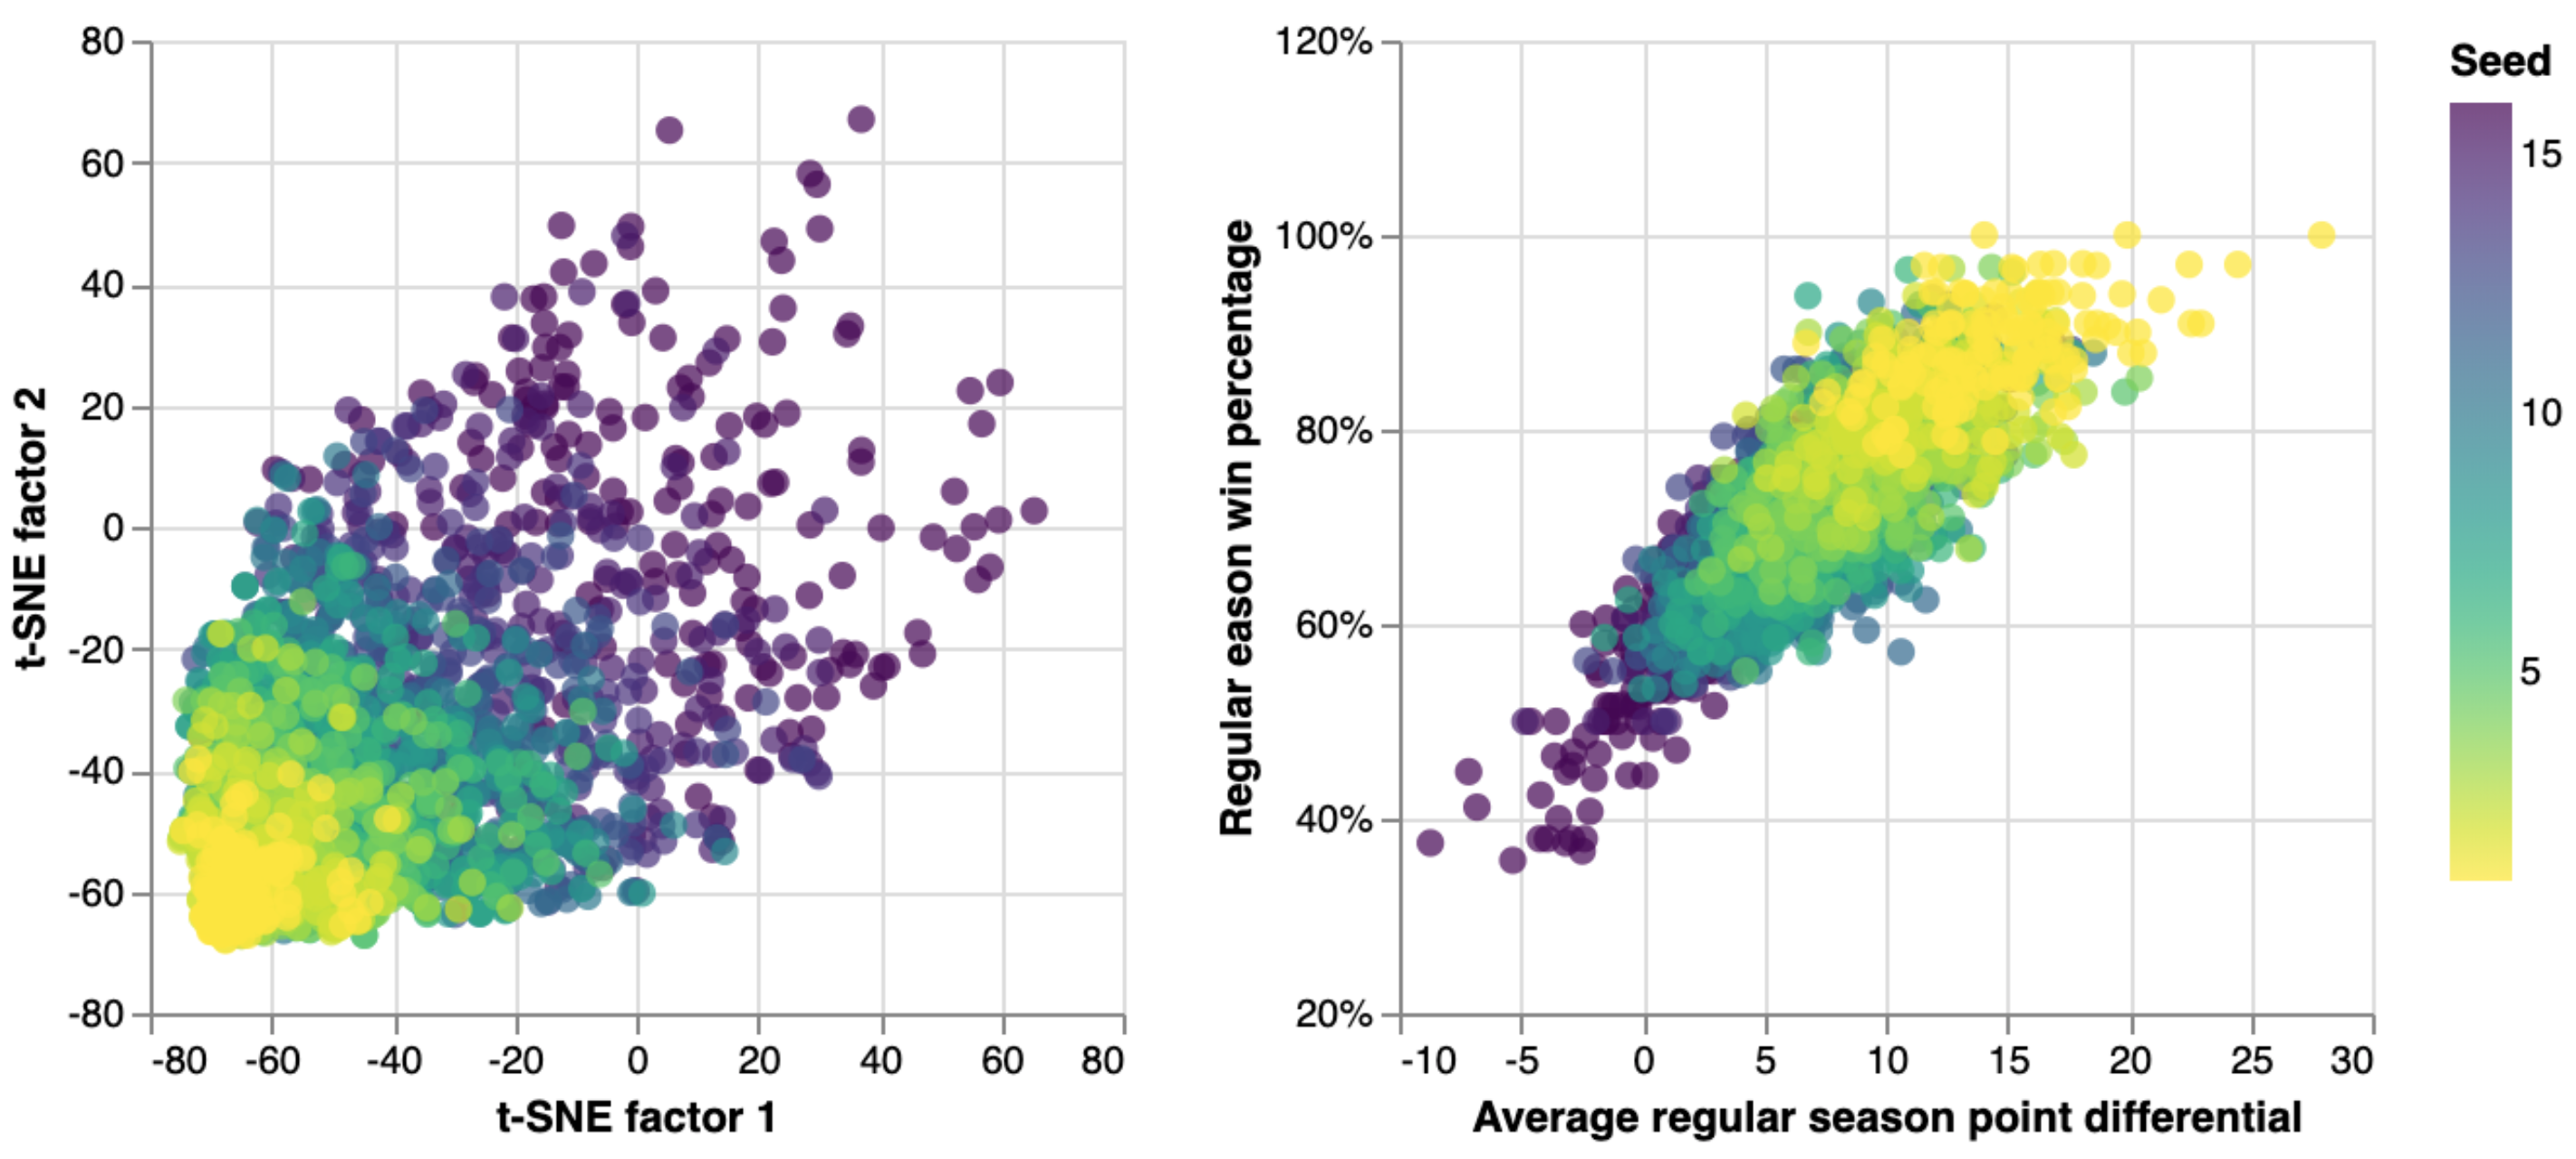 80
60
40
20
0
-20
-40
-60
-80
t-SNE factor 2
-80 -60 -40 -20 0 20 40 60 80
t-SNE factor 1
120%
100%
80%
60%
40%
20%
Regular eason win percentage
-10 -5 0 5 10 15 20 25 30
Average regular season point differential
Seed
15
10
5